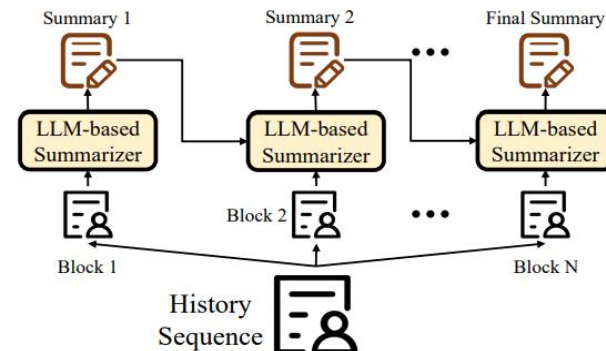 Summary 1
Summary 2
Final Summary
LLM-based
Summarizer
LLM-based
Summarizer
LLM-based
Summarizer
Block 1
Block 2
Block N
History
Sequence